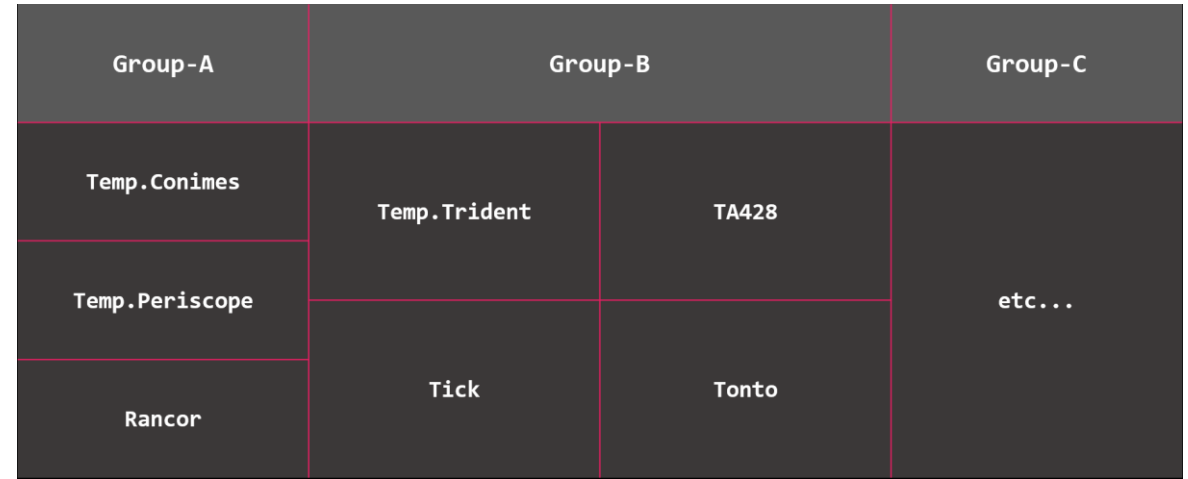 Group-A
Group-B
Group-C
Temp.Conimes
Temp.Periscope
Rancor
Temp.Trident
TA428
Tick
Tonto
etc...